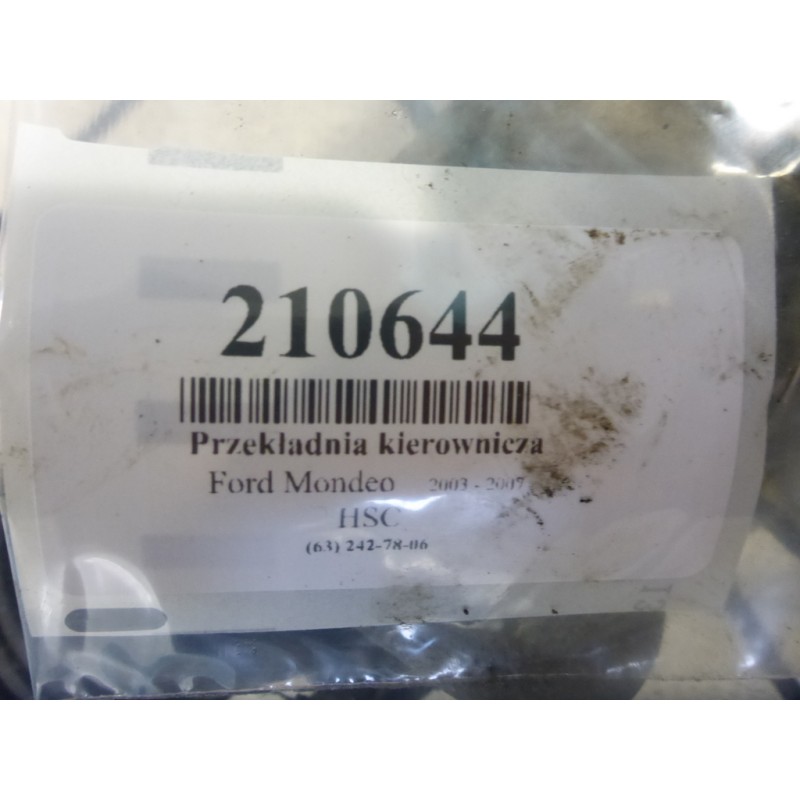 210644
Przekładnia kierownicza
Ford Mondeo 2003 - 2007
HSC
(63) 242-78-06